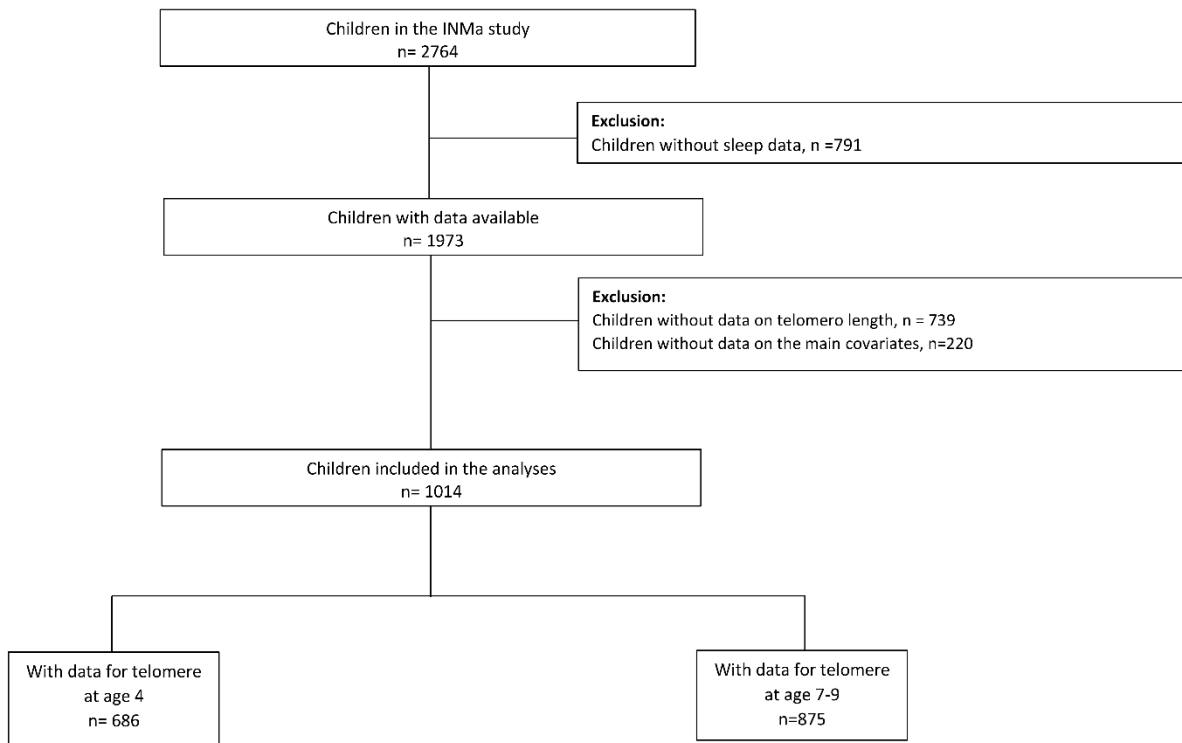 Children in the INMa study
n= 2764
Exclusion:
Children without sleep data, n =791
Children with data available
n= 1973
Exclusion:
Children without data on telomero length, n = 739
Children without data on the main covariates, n=220
Children included in the analyses
n= 1014
With data for telomere
at age 4
n= 686
With data for telomere
at age 7-9
n=875